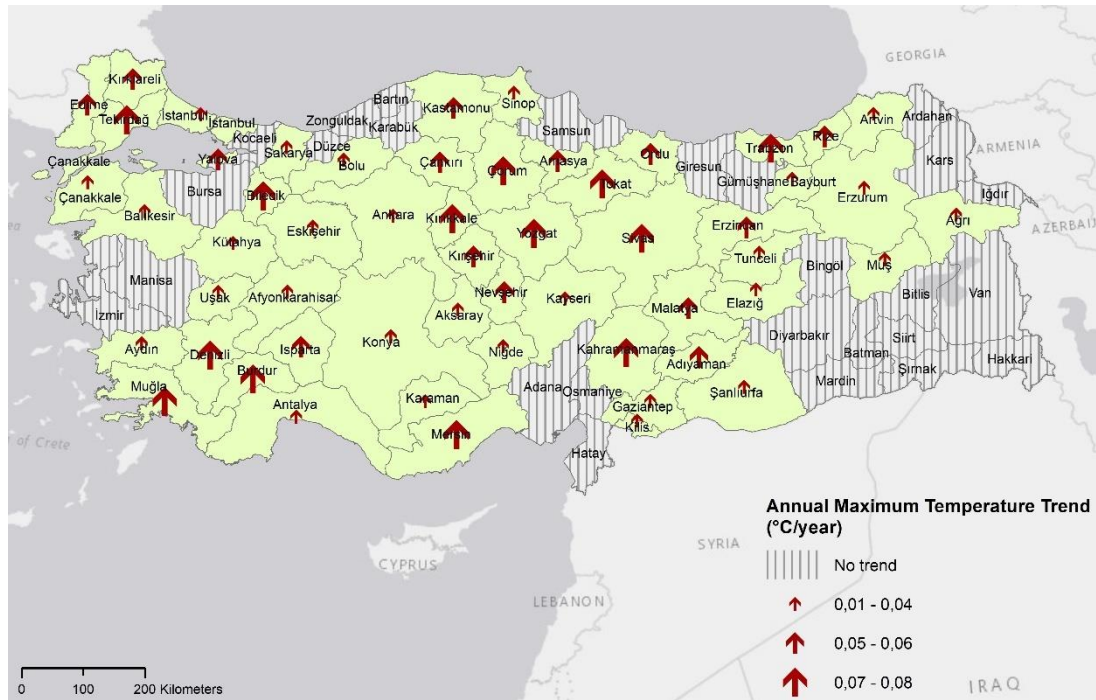 GEORGIA
Kırklareli
Bartın
Sinop
Edirne
Kastamonu
Artvin
Ardahan
İstanbul
İstanbul
Zonguldak
Samsun
Rize
Tekirdağ
Karabük
Trabzon
Kocaeli
Düzce
Ordu
ARMENIA
Sakarya
Kars
Çanakkale
Yalova
Bolu
Çankırı
Amasya
Giresun
Çorum
Gümüşhane
Bayburt
Bursa
Tokat
Erzurum
Iğdır
Çanakkale
Bilecik
Balıkesir
Ankara
Kırıkkale
Ağrı
AZERBAIJ
Eskişehir
Erzincan
Yozgat
Sivas
Kütahya
Kırşehir
Tunceli
Muş
Manisa
Bingöl
Uşak
Afyonkarahisar
Nevşehir
Kayseri
Elazığ
Bitlis
Van
İzmir
Aksaray
Malatya
Diyarbakır
Aydın
Denizli
Isparta
Konya
Niğde
Kahramanmaraş
Batman
Siirt
Hakkari
Adıyaman
Şırnak
Burdur
Mardin
Muğla
Adana
Osmaniye
Şanlıurfa
Antalya
Karaman
Gaziantep
Kilis
Mersin
of Crete
Hatay
CYPRUS
SYRIA
LEBANON
IRAQ
Annual Maximum Temperature Trend
(°C/year)
No trend
0,01 - 0,04
0,05 - 0,06
0,07 - 0,08
0 100 200 Kilometers